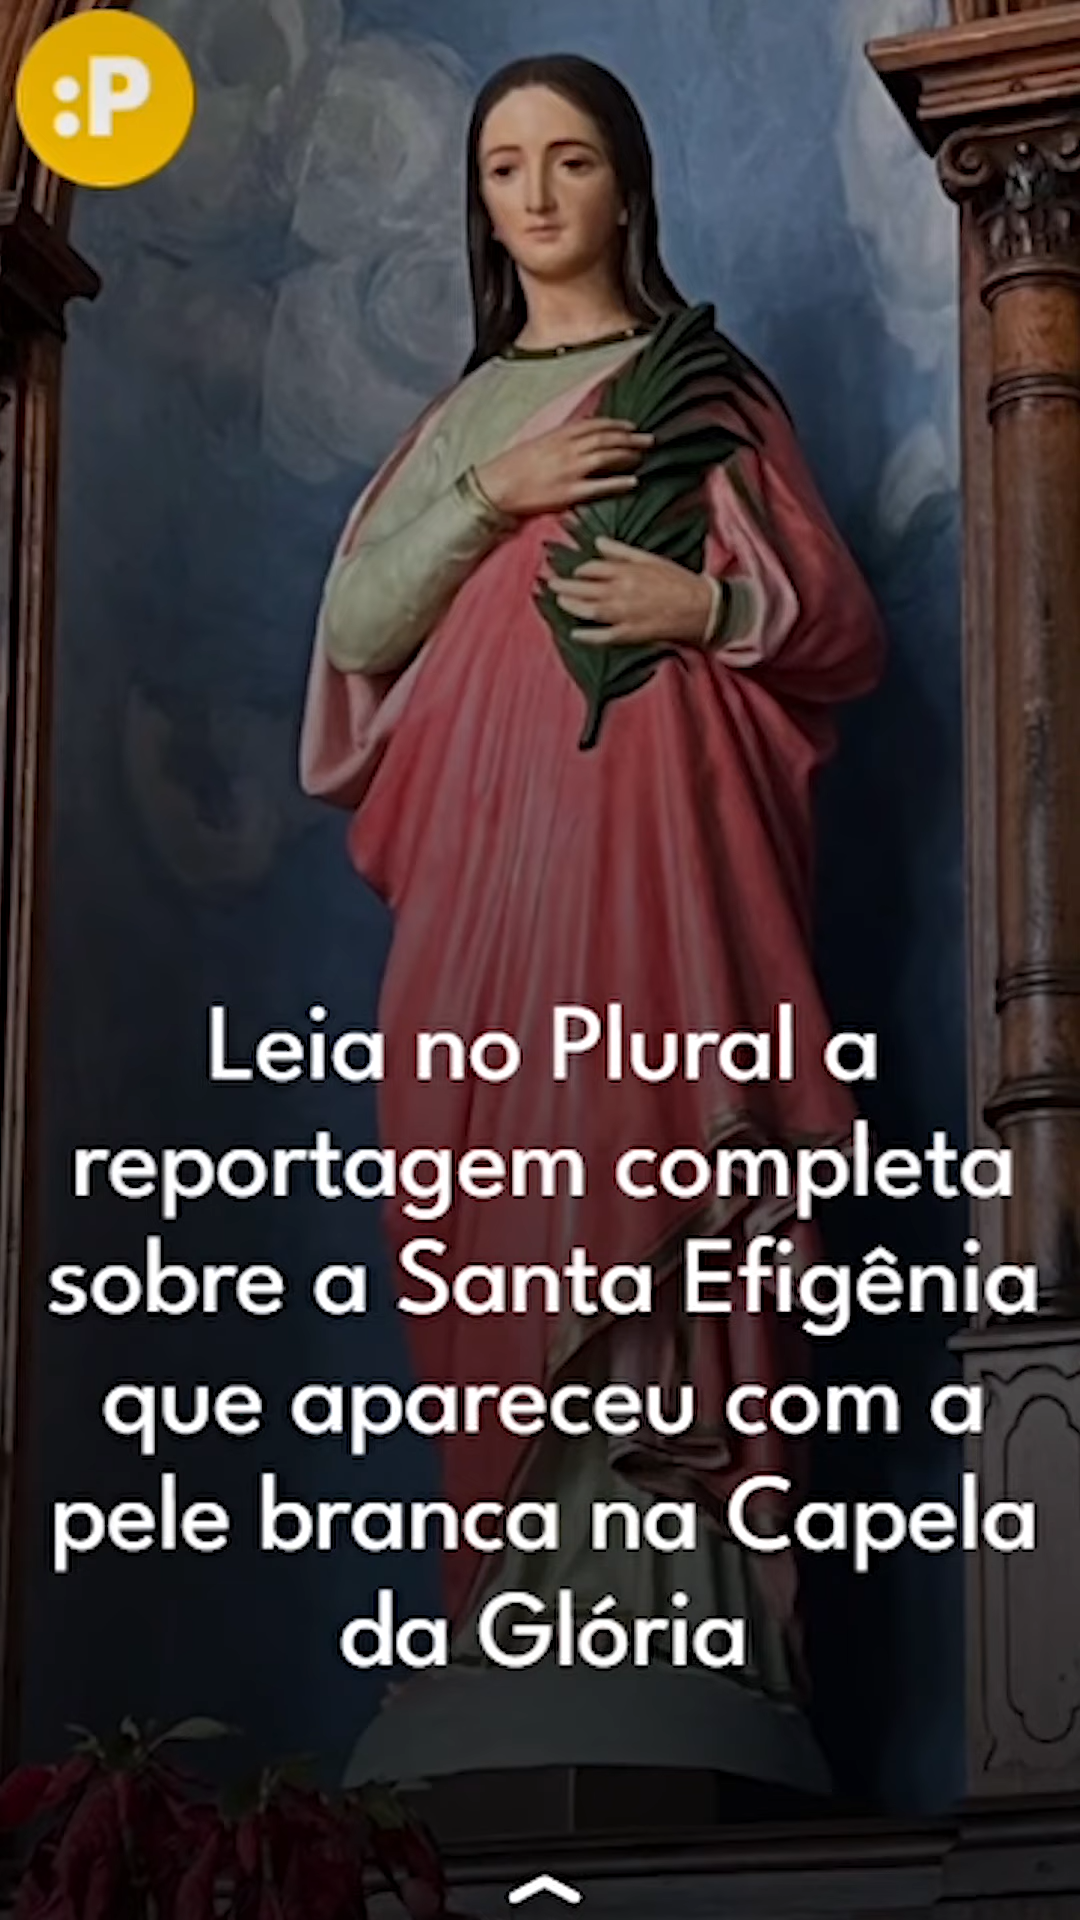 :P
Leia no Plural a
reportagem completa
sobre a Santa Efigênia
que apareceu com a
pele branca na Capela
da Glória